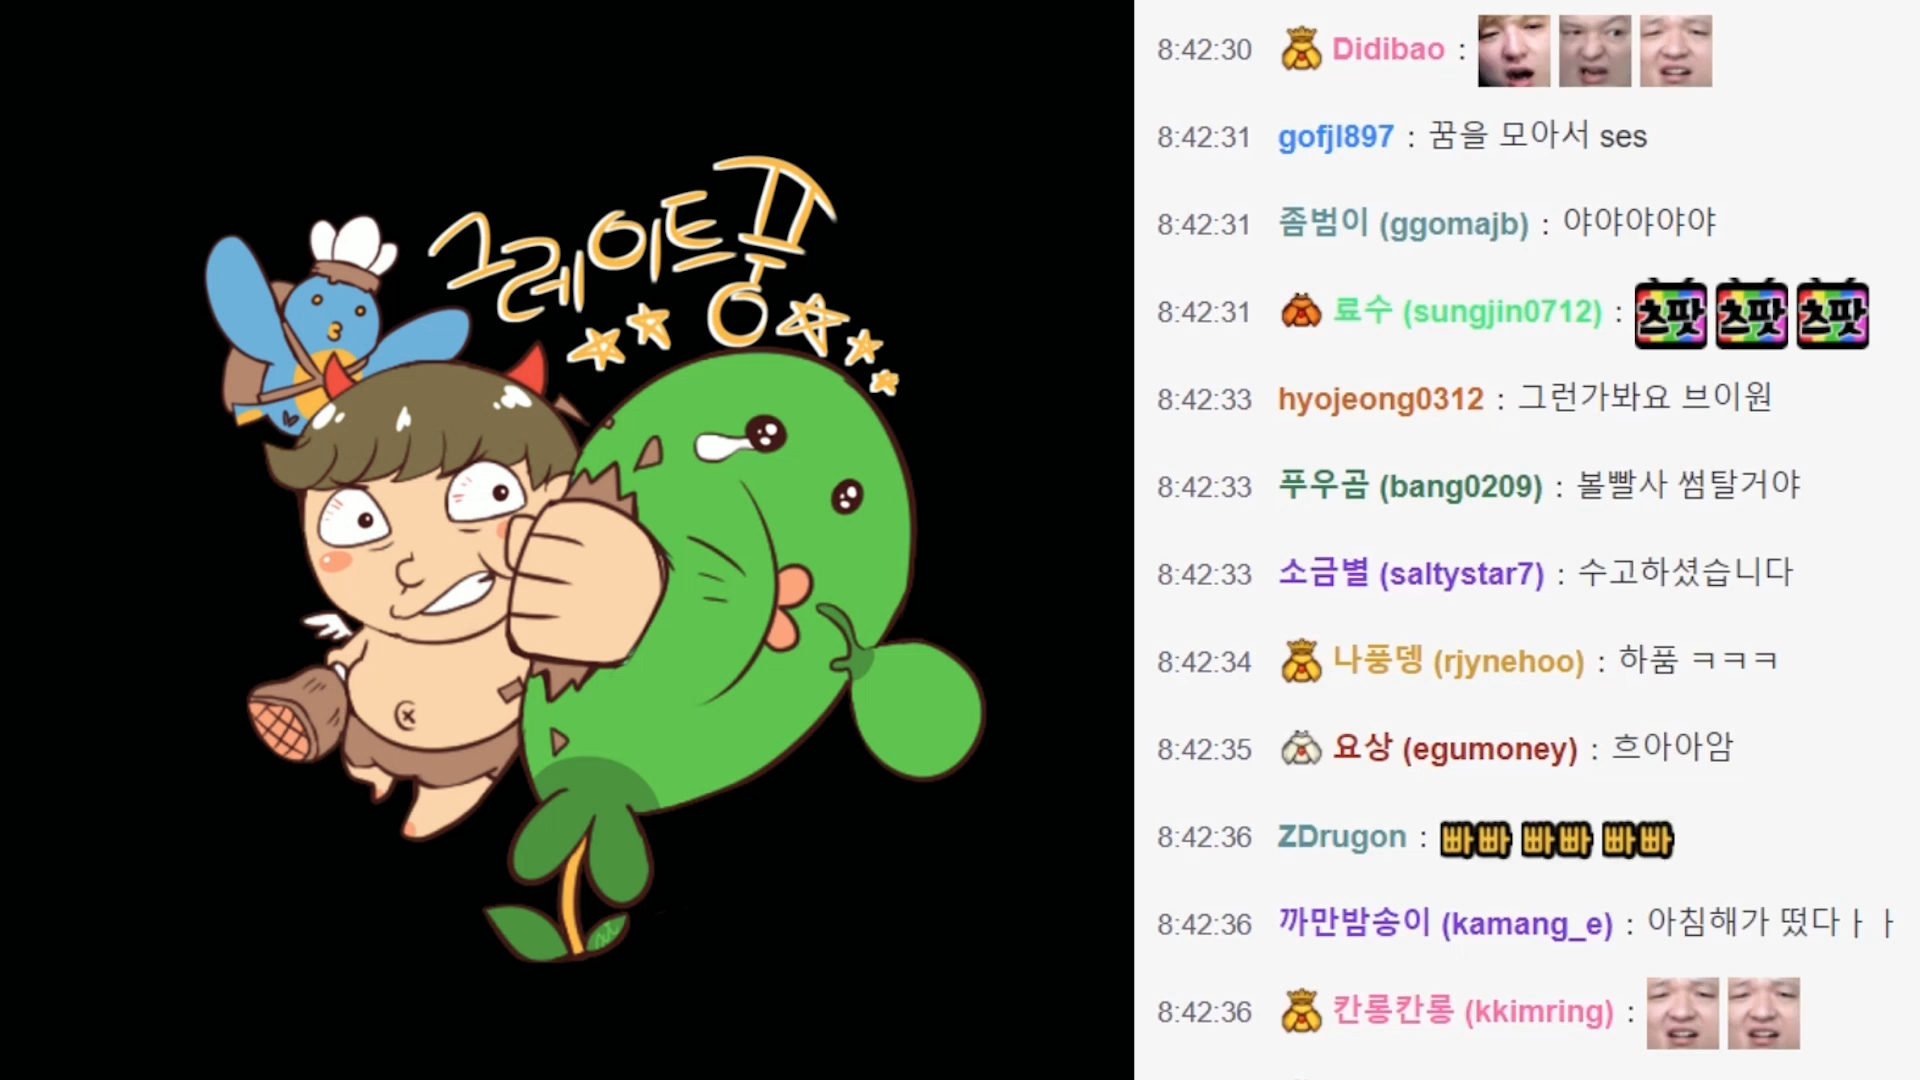 그레이트풍
8:42:30 Didibao :
8:42:31 gofjl897 : 꿈을 모아서 ses
8:42:31 좀범이 (ggomajb) : 야야야야야
8:42:31 료수 (sungjin0712) : 츠팟 츠팟 츠팟
8:42:33 hyojeong0312 : 그런가봐요 브이원
8:42:33 푸우곰 (bang0209) : 볼빨사 썸탈거야
8:42:33 소금별 (saltystar7) : 수고하셨습니다
8:42:34 나풍뎅 (rjynehoo) : 하품 ㅋㅋㅋ
8:42:35 요상 (egumoney) : 흐아아암
8:42:36 ZDrugon : 빠빠 빠빠 빠빠
8:42:36 까만밤송이 (kamang_e) : 아침해가 떴다ㅏㅏ
8:42:36 칸롱칸롱 (kkimring) :